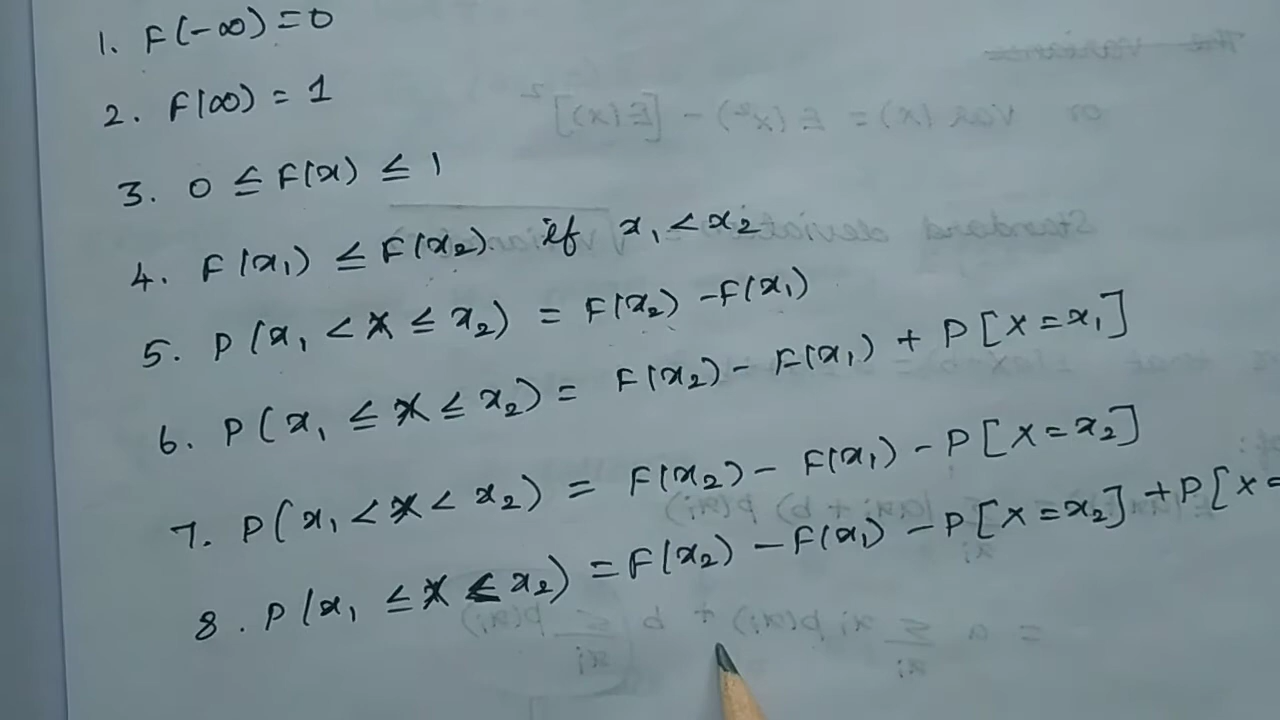 1. F(-∞) = 0
2. F(∞) = 1
3. 0 ≤ F(x) ≤ 1
4. F(x₁) ≤ F(x₂). if x₁ < x₂
5. P(x₁ < X ≤ x₂) = F(x₂) - F(x₁)
6. P(x₁ ≤ X ≤ x₂) = F(x₂) - F(x₁) + P[X = x₁]
7. P(x₁ < X < x₂) = F(x₂) - F(x₁) - P[X = x₂]
8. P(x₁ ≤ X < x₂) = F(x₂) - F(x₁) - P[X = x₂] + P[X =